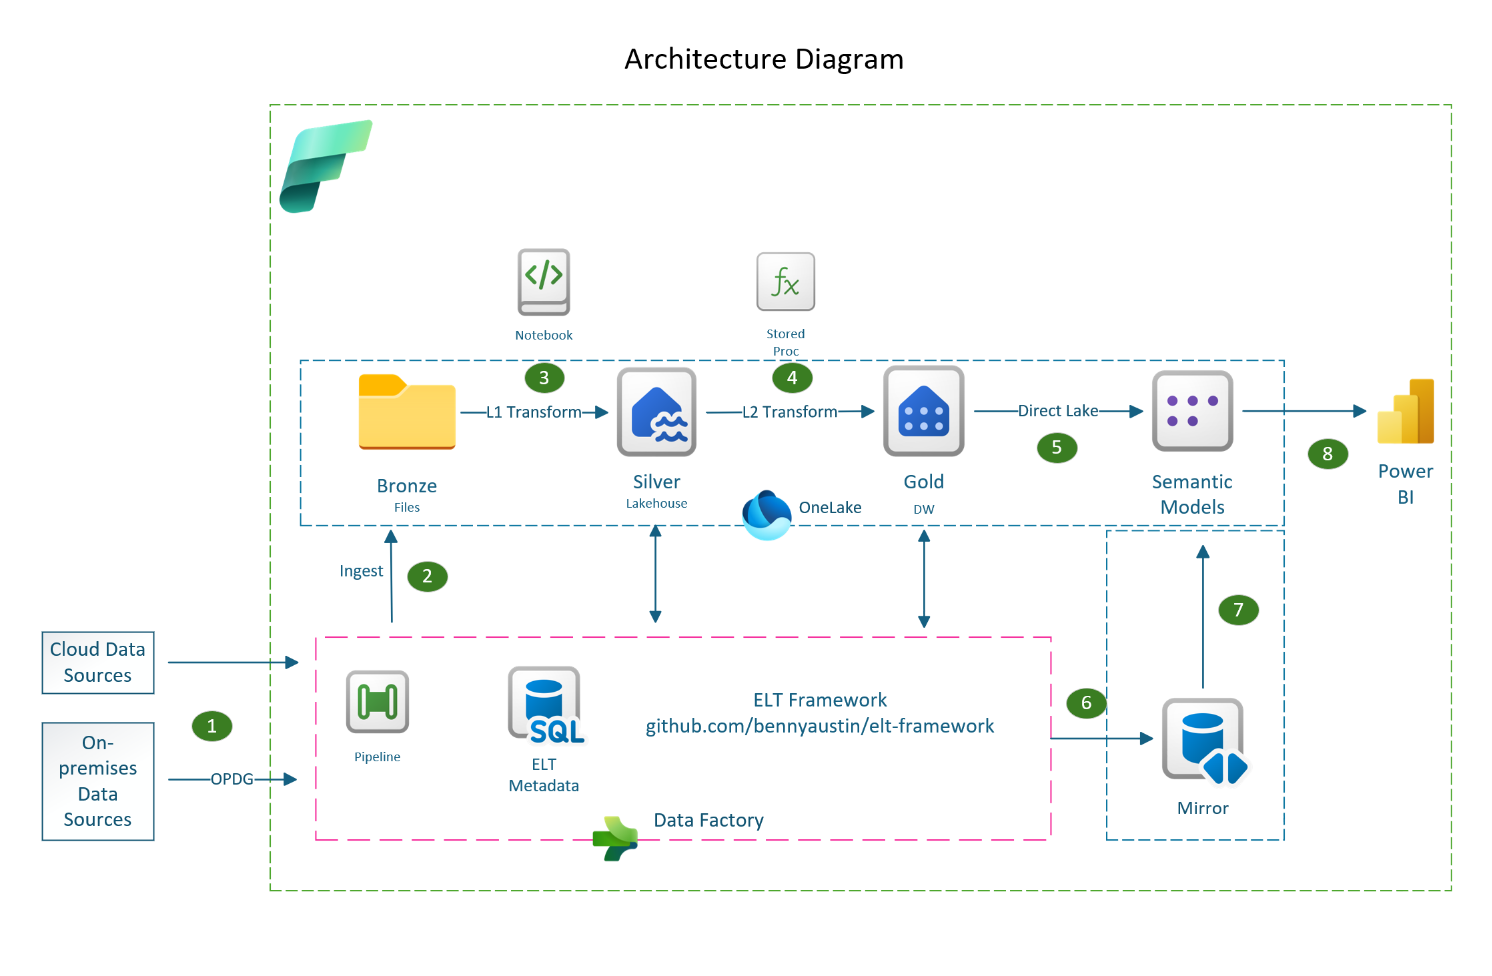 Architecture Diagram
Notebook
fx
Stored
Proc
3
4
L1 Transform
L2 Transform
Direct Lake
5
8
Bronze
Files
Silver
Lakehouse
OneLake
Gold
DW
Semantic
Models
Power
BI
Ingest
2
7
Cloud Data
Sources
1
On-
premises
Data
Sources
OPDG
Pipeline
SQL
ELT
Metadata
ELT Framework
github.com/bennyaustin/elt-framework
Data Factory
6
Mirror